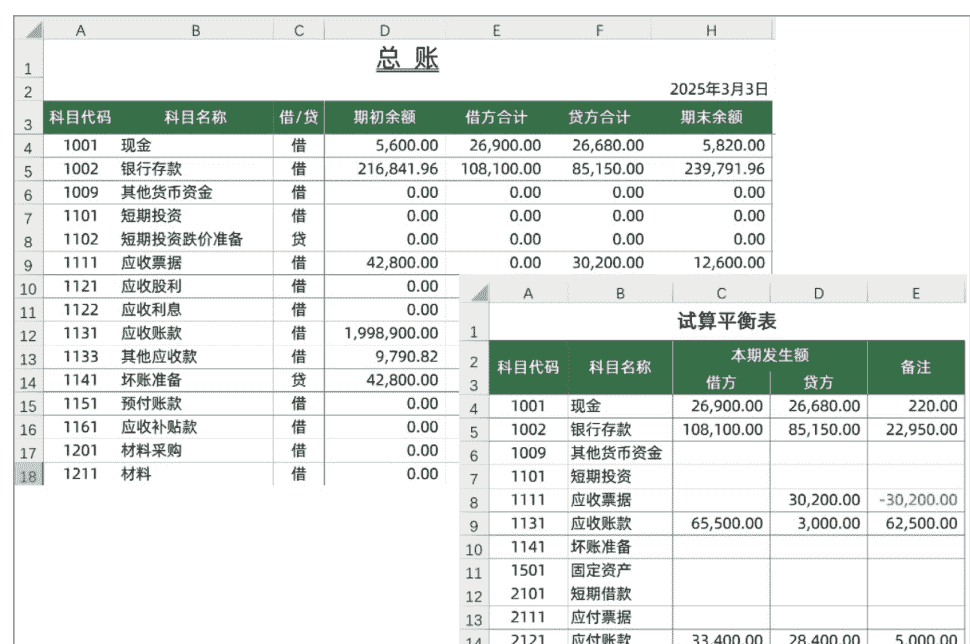 A B C D E F H
1 总 账
2 2025年3月3日
3 科目代码 科目名称 借/贷 期初余额 借方合计 贷方合计 期末余额
4 1001 现金 借 5,600.00 26,900.00 26,680.00 5,820.00
5 1002 银行存款 借 216,841.96 108,100.00 85,150.00 239,791.96
6 1009 其他货币资金 借 0.00 0.00 0.00 0.00
7 1101 短期投资 借 0.00 0.00 0.00 0.00
8 1102 短期投资跌价准备 贷 0.00 0.00 0.00 0.00
9 1111 应收票据 借 42,800.00 0.00 30,200.00 12,600.00
10 1121 应收股利 借 0.00
11 1122 应收利息 借 0.00
12 1131 应收账款 借 1,998,900.00
13 1133 其他应收款 借 9,790.82
14 1141 坏账准备 贷 42,800.00
15 1151 预付账款 借 0.00
16 1161 应收补贴款 借 0.00
17 1201 材料采购 借 0.00
18 1211 材料 借 0.00
A B C D E
1 试算平衡表
2 科目代码 科目名称 本期发生额 备注
3 借方 贷方
4 1001 现金 26,900.00 26,680.00 220.00
5 1002 银行存款 108,100.00 85,150.00 22,950.00
6 1009 其他货币资金
7 1101 短期投资
8 1111 应收票据 30,200.00 -30,200.00
9 1131 应收账款 65,500.00 3,000.00 62,500.00
10 1141 坏账准备
11 1501 固定资产
12 2101 短期借款
13 2111 应付票据
14 2121 应付账款 33,400.00 28,400.00 5,000.00